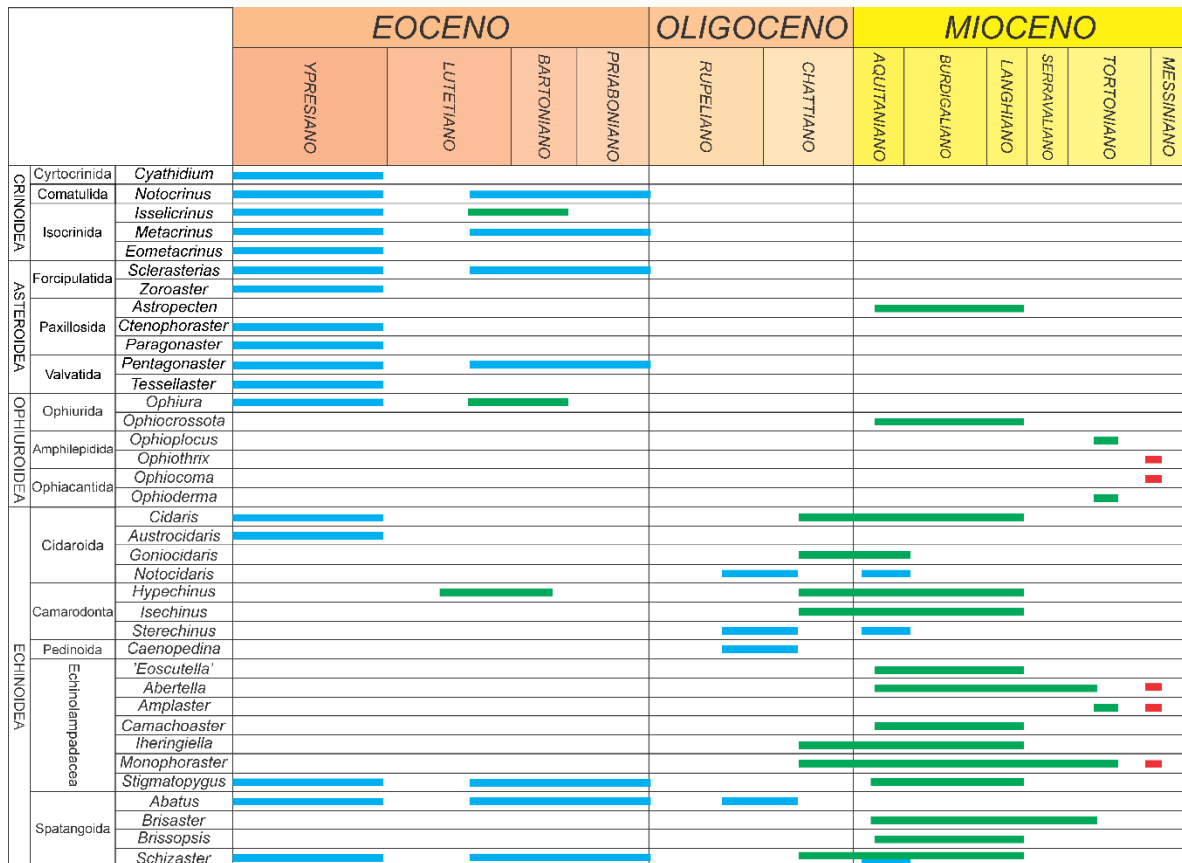 EOCENO OLIGOCENO MIOCENO
YPRESIANO LUTETIANO BARTONIANO PRIABONIANO RUPELIANO CHATTIANO AQUITANIANO BURDIGALIANO LANGHIANO SERRAVALIANO TORTONIANO MESSINIANO
CRINOIDEA
Cyrtocrinida Cyathidium
Comatulida Notocrinus
Isocrinida
Isselicrinus
Metacrinus
Eometacrinus
ASTEROIDEA
Forcipulatida
Sclerasterias
Zoroaster
Paxillosida
Astropecten
Ctenophoraster
Paragonaster
Valvatida
Pentagonaster
Tessellaster
OPHIUROIDEA
Ophiurida
Ophiura
Ophiocrossota
Amphilepidida
Ophioplocus
Ophiothrix
Ophiacantida
Ophiocoma
Ophioderma
ECHINOIDEA
Cidaroida
Cidaris
Austrocidaris
Goniocidaris
Notocidaris
Camarodonta
Hypechinus
Isechinus
Sterechinus
Pedinoida Caenopedina
Echinolampadacea
'Eoscutella'
Abertella
Amplaster
Camachoaster
Iheringiella
Monophoraster
Stigmatopygus
Spatangoida
Abatus
Brisaster
Brissopsis
Schizaster